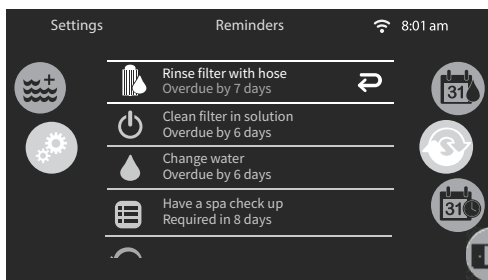 Settings
Reminders
8:01 am
Rinse filter with hose
Overdue by 7 days
Clean filter in solution
Overdue by 6 days
Change water
Overdue by 6 days
Have a spa check up
Required in 8 days
31
31